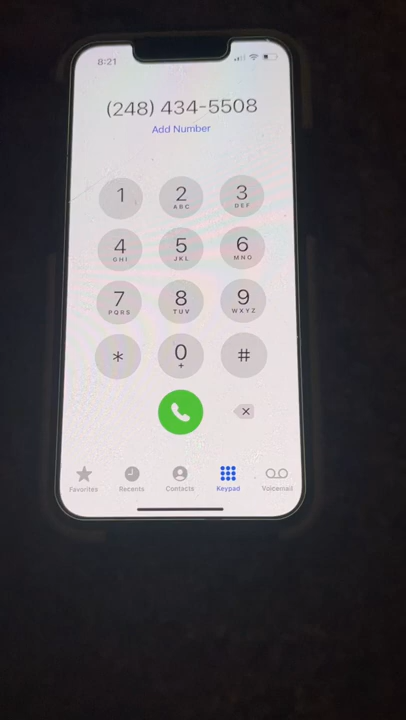 8:21
(248) 434-5508
Add Number
1 2 3
ABC DEF
4 5 6
GHI JKL MNO
7 8 9
PQRS TUV WXYZ
* 0 #
+
Favorites Recents Contacts Keypad Voicemail